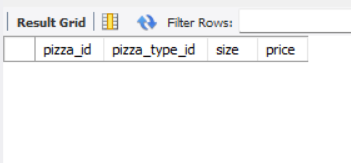 Result Grid Filter Rows:
pizza_id pizza_type_id size price